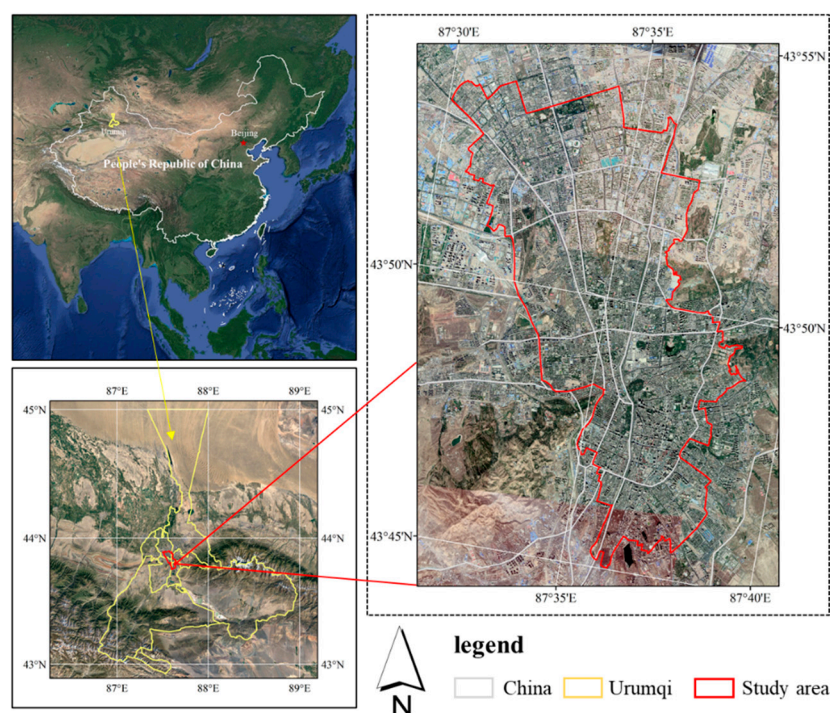 Urumqi
Beijing
People's Republic of China
87°30'E
87°35'E
43°55'N
43°50'N
43°50'N
43°45'N
87°35'E
87°40'E
87°E
88°E
89°E
45°N
45°N
44°N
44°N
43°N
43°N
87°E
88°E
89°E
N
legend
China
Urumqi
Study area